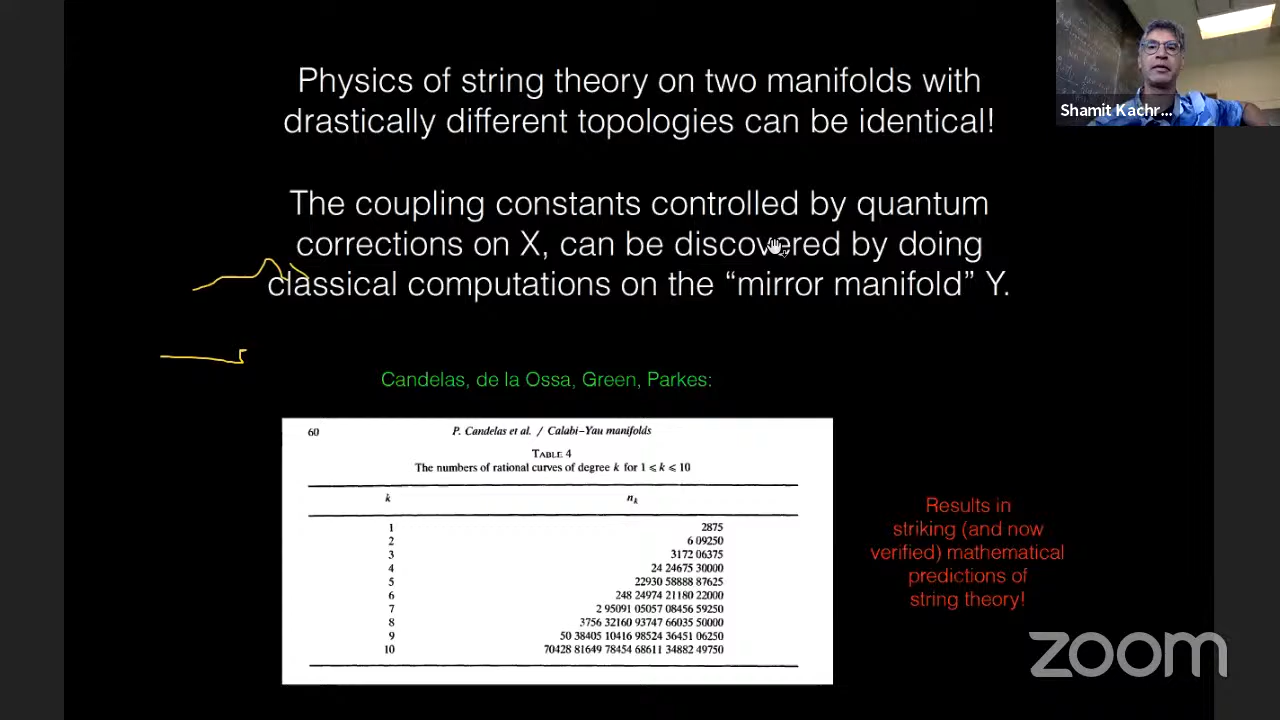 Physics of string theory on two manifolds with
drastically different topologies can be identical!
Shamit Kachr...
The coupling constants controlled by quantum
corrections on X, can be discovered by doing
classical computations on the “mirror manifold” Y.
Candelas, de la Ossa, Green, Parkes:
60 P. Candelas et al. / Calabi-Yau manifolds
TABLE 4
The numbers of rational curves of degree k for 1 ⩽ k ⩽ 10
k nk
1 2875
2 6 09250
3 3172 06375
4 24 24675 30000
5 22930 58888 87625
6 248 24974 21180 22000
7 2 95091 05057 08456 59250
8 3756 32160 93747 66035 50000
9 50 38405 10416 98524 36451 06250
10 70428 81649 78454 68611 34882 49750
Results in
striking (and now
verified) mathematical
predictions of
string theory!
zoom